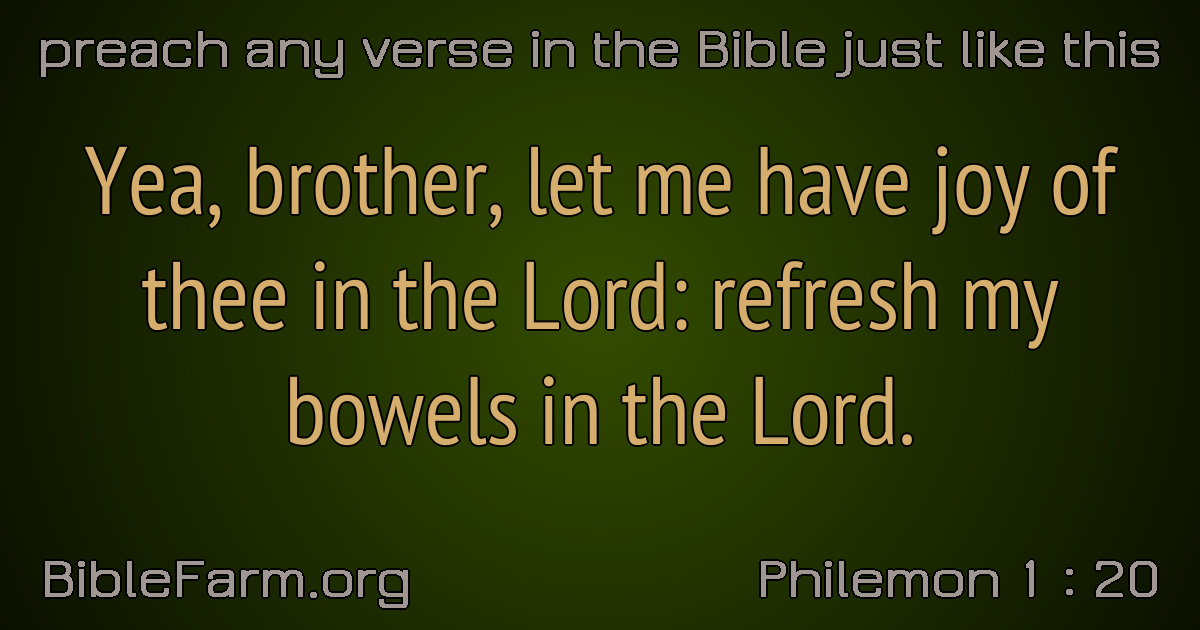 preach any verse in the Bible just like this
Yea, brother, let me have joy of
thee in the Lord: refresh my
bowels in the Lord.
BibleFarm.org
Philemon 1 : 20